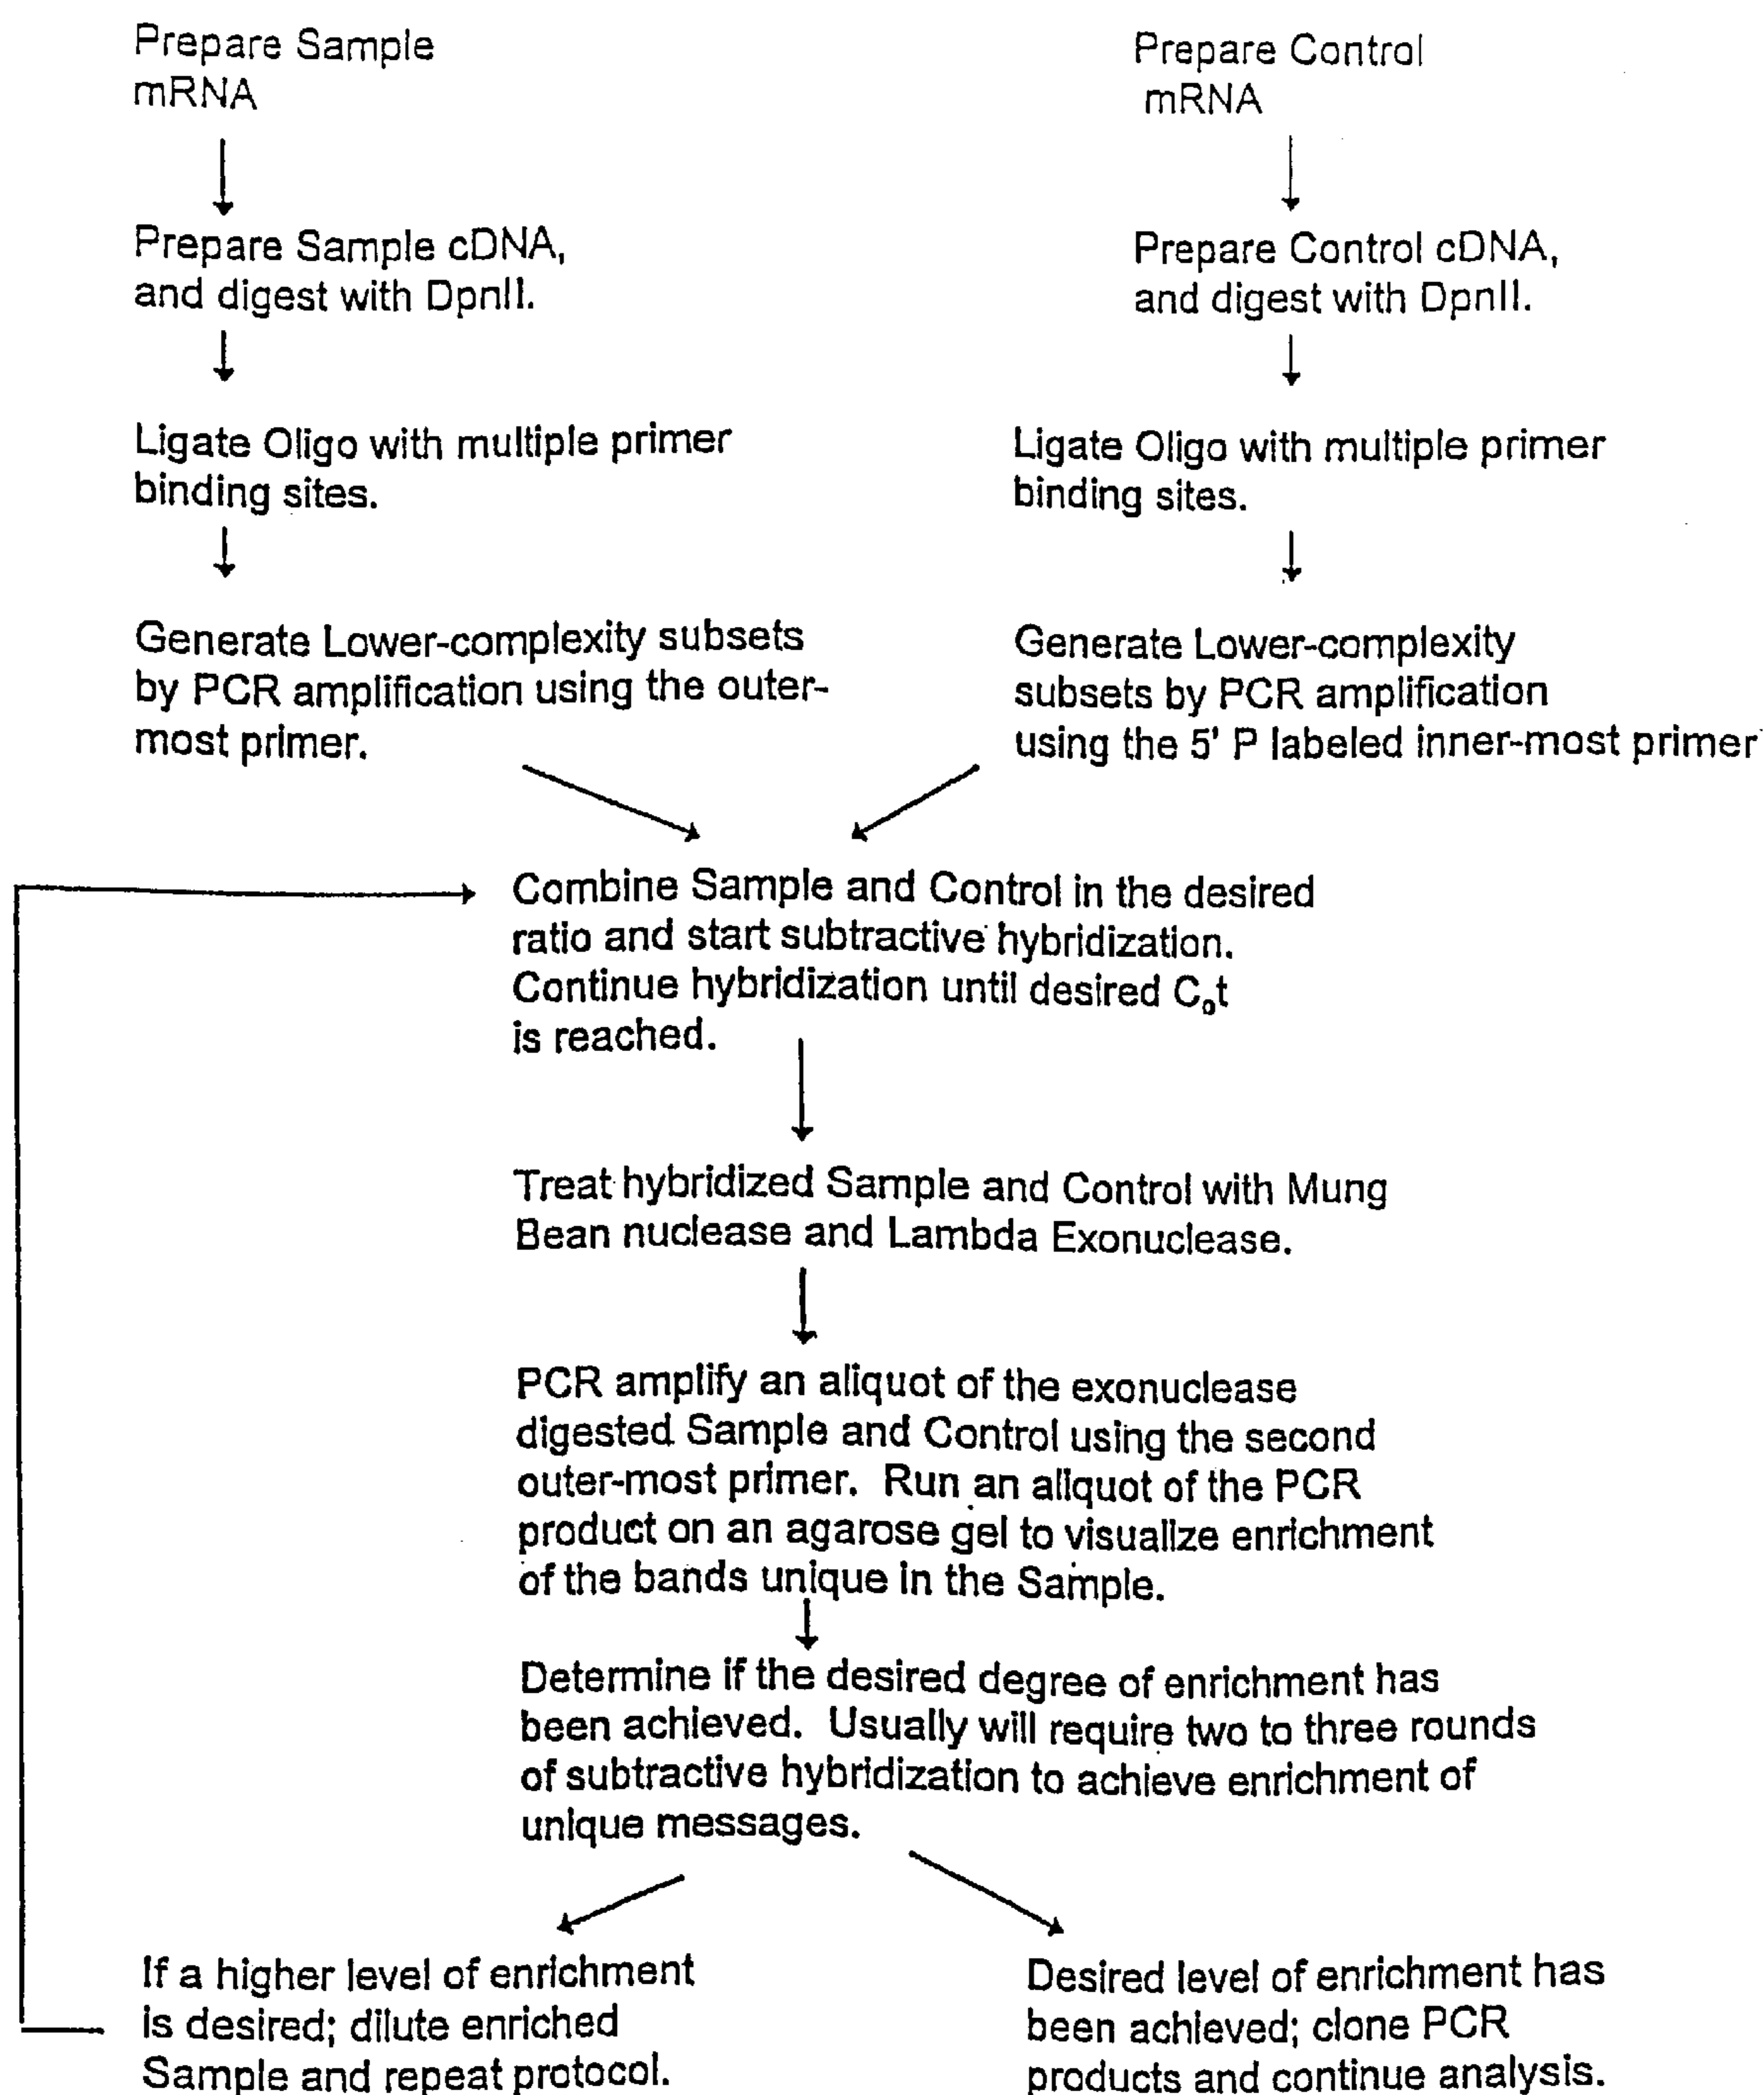 Prepare Sample
mRNA
Prepare Control
mRNA
Prepare Sample cDNA,
and digest with DpnII.
Prepare Control cDNA,
and digest with DpnII.
Ligate Oligo with multiple primer
binding sites.
Ligate Oligo with multiple primer
binding sites.
Generate Lower-complexity subsets
by PCR amplification using the outer-
most primer.
Generate Lower-complexity
subsets by PCR amplification
using the 5' P labeled inner-most primer
Combine Sample and Control in the desired
ratio and start subtractive hybridization.
Continue hybridization until desired C₀t
is reached.
Treat hybridized Sample and Control with Mung
Bean nuclease and Lambda Exonuclease.
PCR amplify an aliquot of the exonuclease
digested Sample and Control using the second
outer-most primer. Run an aliquot of the PCR
product on an agarose gel to visualize enrichment
of the bands unique in the Sample.
Determine if the desired degree of enrichment has
been achieved. Usually will require two to three rounds
of subtractive hybridization to achieve enrichment of
unique messages.
If a higher level of enrichment
is desired; dilute enriched
Sample and repeat protocol.
Desired level of enrichment has
been achieved; clone PCR
products and continue analysis.